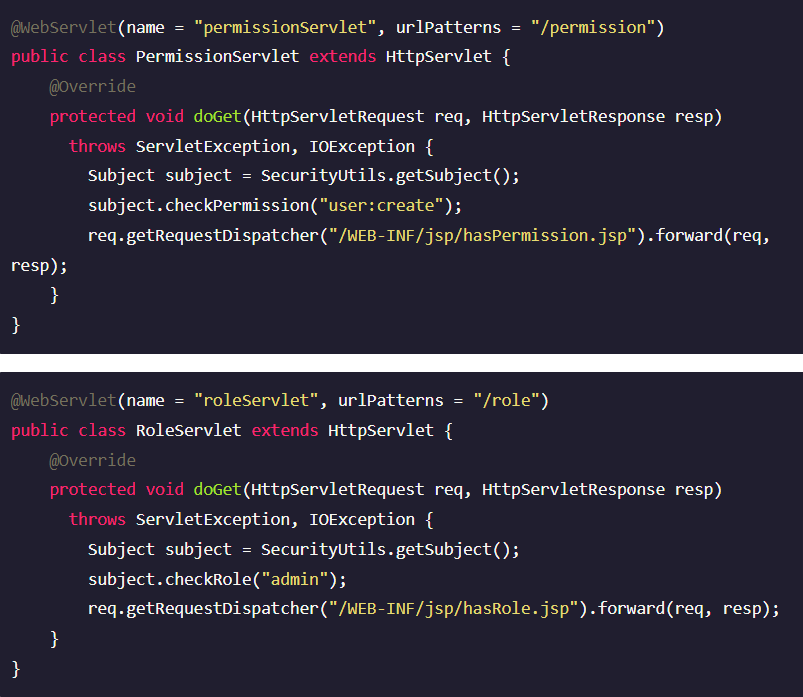 @WebServlet(name = "permissionServlet", urlPatterns = "/permission")
public class PermissionServlet extends HttpServlet {
    @Override
    protected void doGet(HttpServletRequest req, HttpServletResponse resp)
      throws ServletException, IOException {
        Subject subject = SecurityUtils.getSubject();
        subject.checkPermission("user:create");
        req.getRequestDispatcher("/WEB-INF/jsp/hasPermission.jsp").forward(req,
resp);
    }
}
@WebServlet(name = "roleServlet", urlPatterns = "/role")
public class RoleServlet extends HttpServlet {
    @Override
    protected void doGet(HttpServletRequest req, HttpServletResponse resp)
      throws ServletException, IOException {
        Subject subject = SecurityUtils.getSubject();
        subject.checkRole("admin");
        req.getRequestDispatcher("/WEB-INF/jsp/hasRole.jsp").forward(req, resp);
    }
}